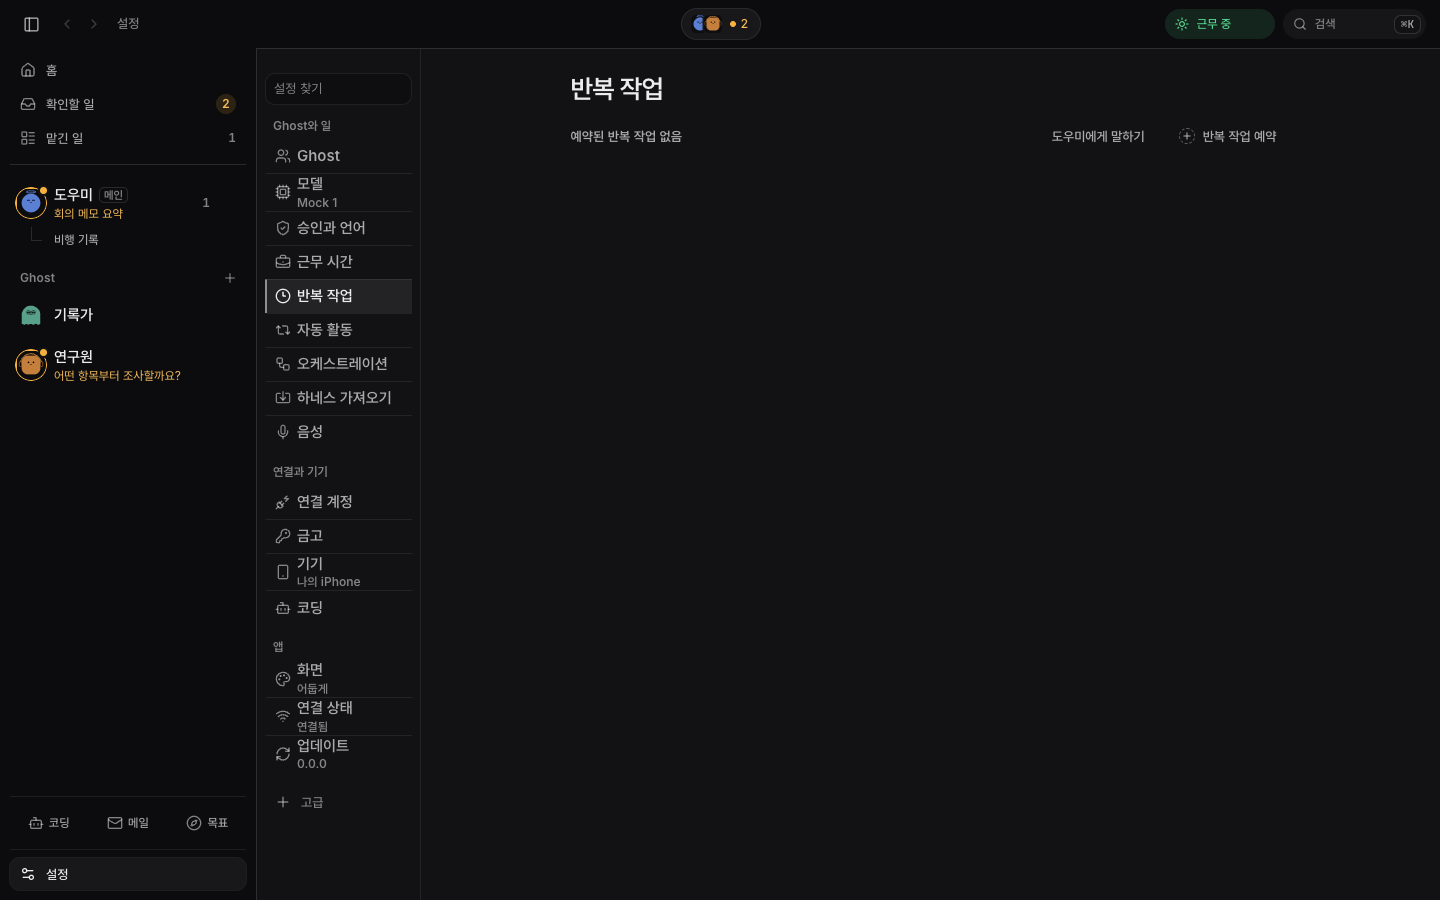 설정
2
근무 중
검색
⌘K
홈
확인할 일
2
맡긴 일
1
도우미
메인
회의 메모 요약
1
비행 기록
Ghost
기록가
연구원
어떤 항목부터 조사할까요?
코딩
메일
목표
설정
설정 찾기
Ghost와 일
Ghost
모델
Mock 1
승인과 언어
근무 시간
반복 작업
자동 활동
오케스트레이션
하네스 가져오기
음성
연결과 기기
연결 계정
금고
기기
나의 iPhone
코딩
앱
화면
어둡게
연결 상태
연결됨
업데이트
0.0.0
고급
반복 작업
예약된 반복 작업 없음
도우미에게 말하기
반복 작업 예약